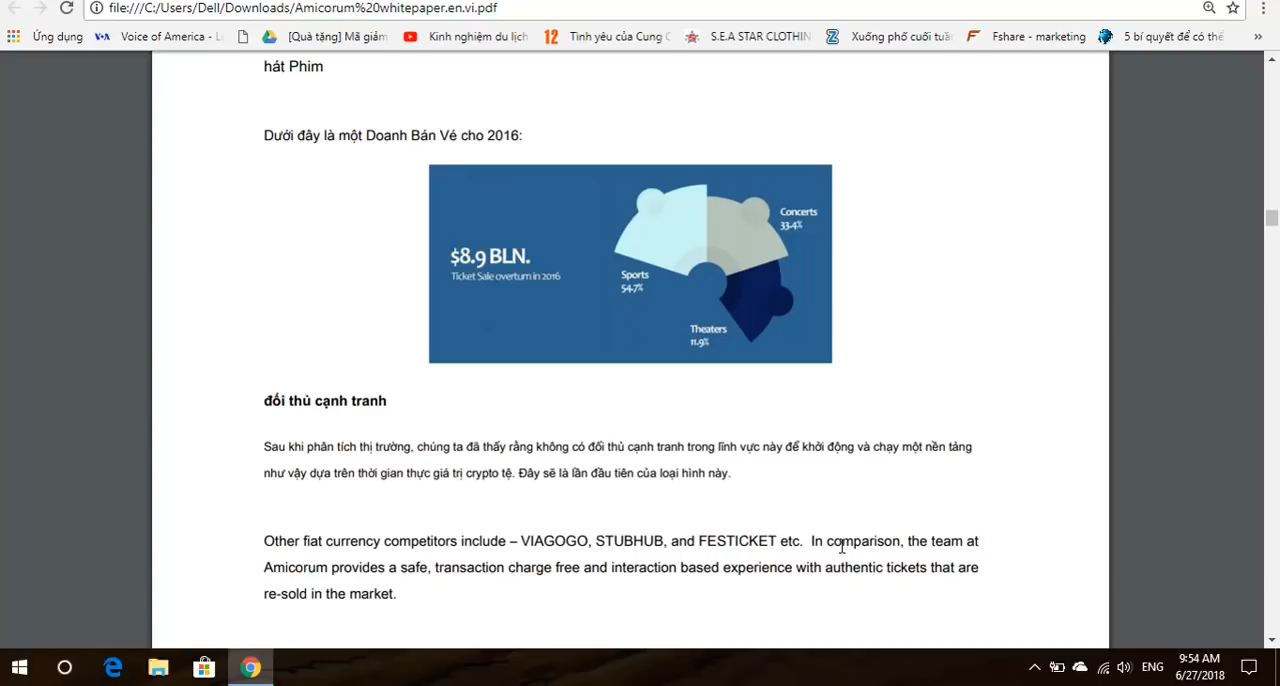 file:///C:/Users/Dell/Downloads/Amicorum%20whitepaper.en.vi.pdf
Ứng dụng Voice of America - L [Quà tặng] Mã giảm Kinh nghiệm du lịch 12 Tình yêu của Cung S.E.A STAR CLOTHIN Xuống phố cuối tuần Fshare - marketing 5 bí quyết để có thể »
hát Phim
Dưới đây là một Doanh Bán Vé cho 2016:
Concerts
33.4%
$8.9 BLN.
Ticket Sale overturn in 2016
Sports
54.7%
Theaters
11.9%
đối thủ cạnh tranh
Sau khi phân tích thị trường, chúng ta đã thấy rằng không có đối thủ cạnh tranh trong lĩnh vực này để khởi động và chạy một nền tảng
như vậy dựa trên thời gian thực giá trị crypto tệ. Đây sẽ là lần đầu tiên của loại hình này.
Other fiat currency competitors include – VIAGOGO, STUBHUB, and FESTICKET etc. In comparison, the team at
Amicorum provides a safe, transaction charge free and interaction based experience with authentic tickets that are
re-sold in the market.
ENG
9:54 AM
6/27/2018